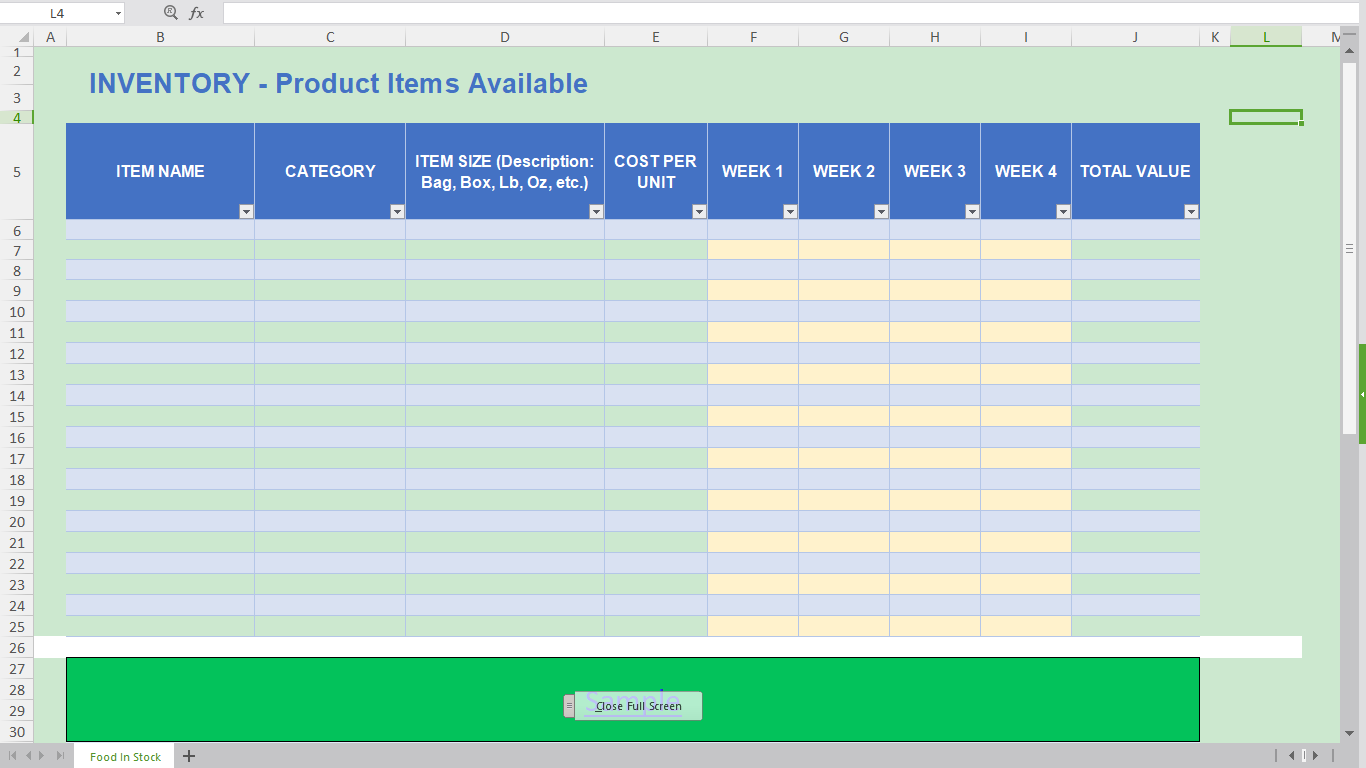 L4
fx
A B C D E F G H I J K L M
1
2
INVENTORY - Product Items Available
3
4
5
ITEM NAME
CATEGORY
ITEM SIZE (Description:
Bag, Box, Lb, Oz, etc.)
COST PER
UNIT
WEEK 1
WEEK 2
WEEK 3
WEEK 4
TOTAL VALUE
6
7
8
9
10
11
12
13
14
15
16
17
18
19
20
21
22
23
24
25
26
27
28
29
30
Sample
Close Full Screen
Food In Stock